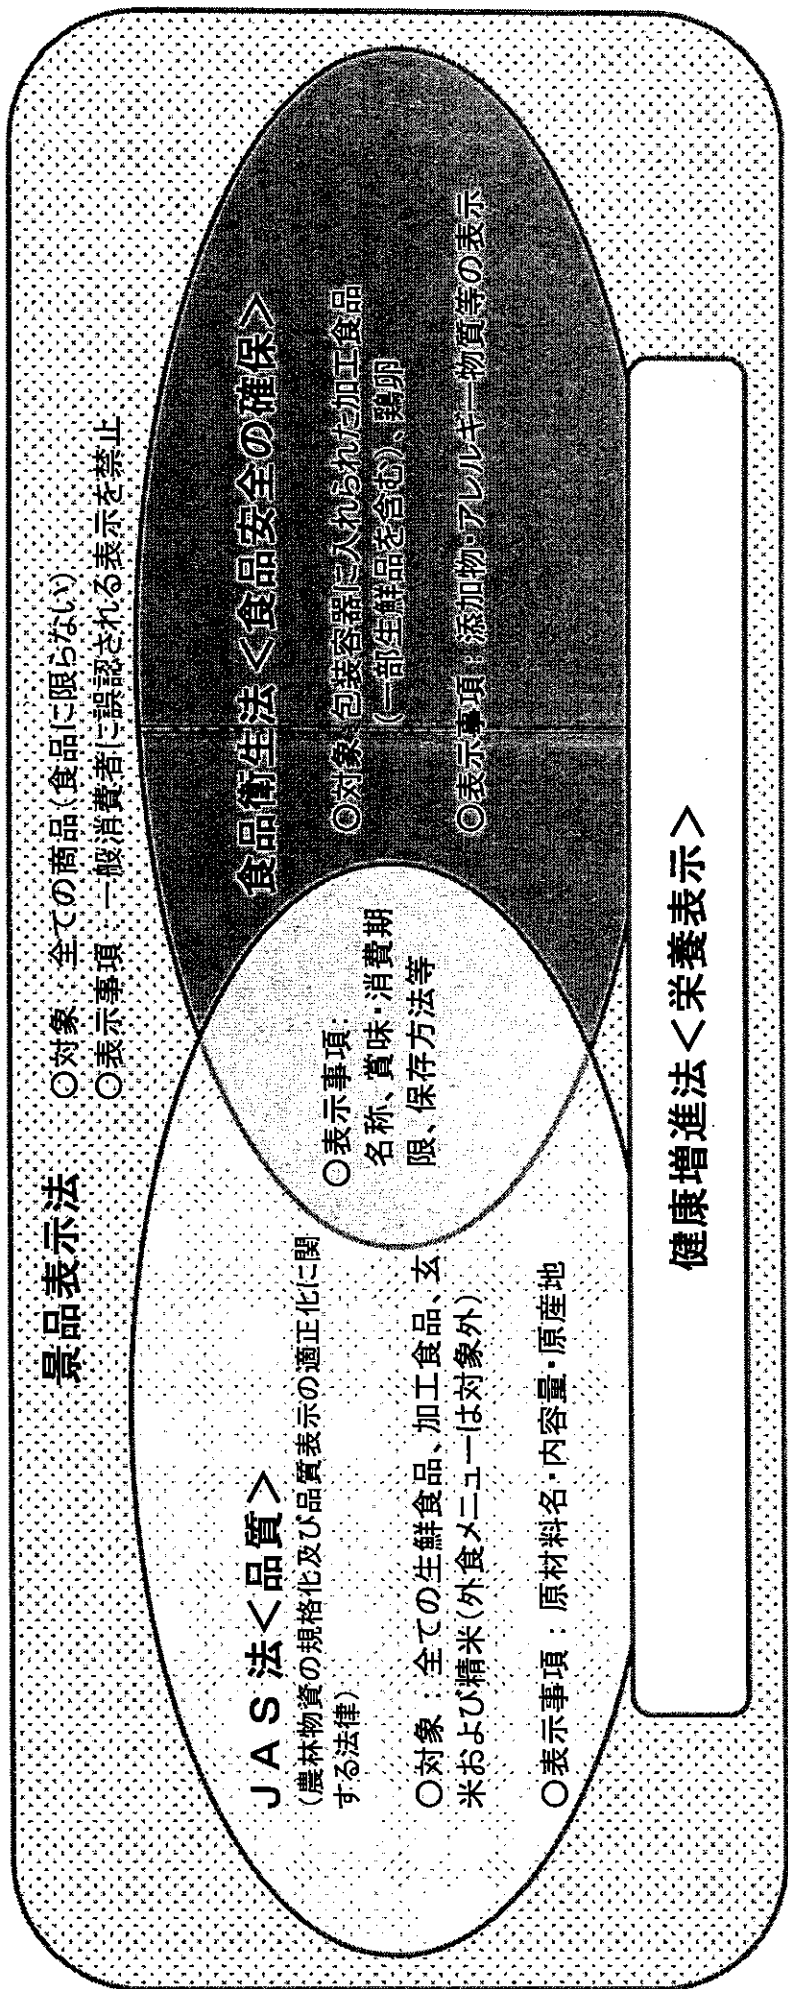 景品表示法
○対象：全ての商品(食品に限らない)
○表示事項：一般消費者に誤認される表示を禁止
ＪＡＳ法＜品質＞
(農林物資の規格化及び品質表示の適正化に関
する法律)
○対象：全ての生鮮食品、加工食品、玄
米および精米(外食メニューは対象外)
○表示事項：原材料名・内容量・原産地
○表示事項：
名称、賞味・消費期
限、保存方法等
食品衛生法＜食品安全の確保＞
○対象：包装容器に入れられた加工食品
(一部生鮮品を含む)、鶏卵
○表示事項：添加物・アレルギー物質等の表示
健康増進法＜栄養表示＞